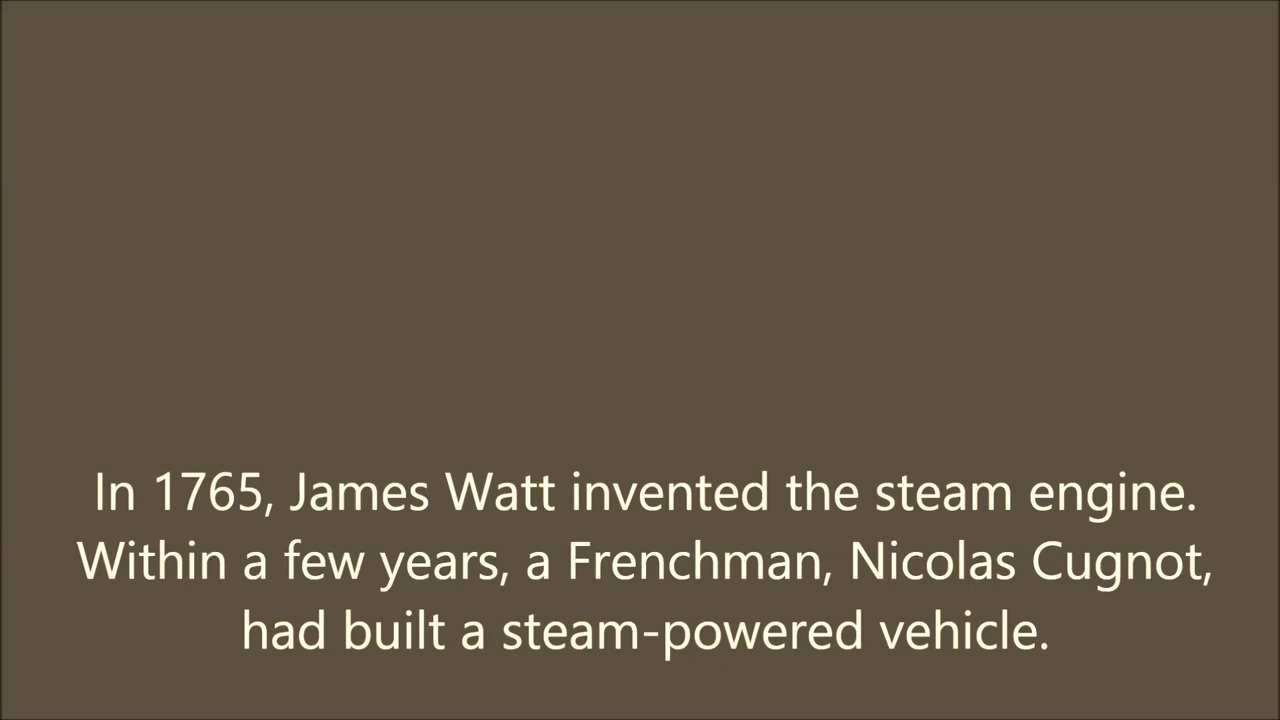 In 1765, James Watt invented the steam engine.
Within a few years, a Frenchman, Nicolas Cugnot,
had built a steam-powered vehicle.